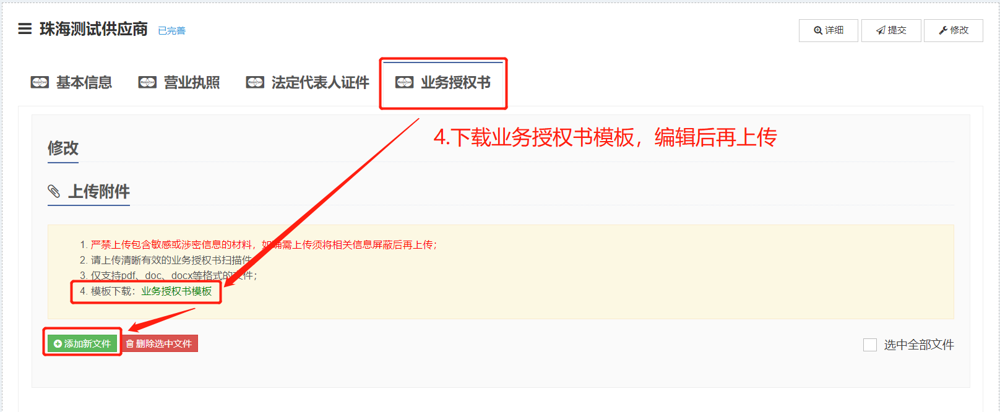 珠海测试供应商 已完善
详细 提交 修改
基本信息 营业执照 法定代表人证件 业务授权书
4.下载业务授权书模板，编辑后再上传
修改
上传附件
1. 严禁上传包含敏感或涉密信息的材料，如确需上传须将相关信息屏蔽后再上传；
2. 请上传清晰有效的业务授权书扫描件
3. 仅支持pdf、doc、docx等格式的文件；
4. 模板下载：业务授权书模板
添加新文件 删除选中文件 选中全部文件